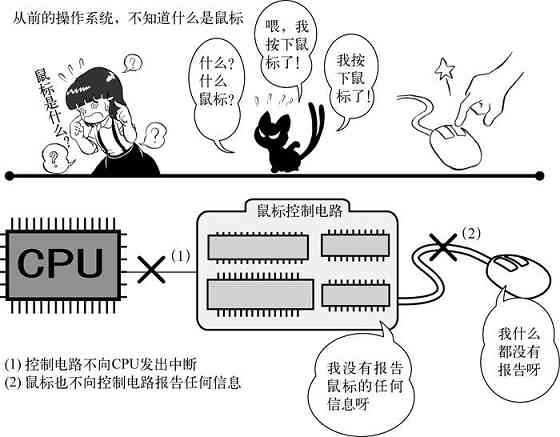 从前的操作系统，不知道什么是鼠标
鼠标是什么？
?
?
?
什么？
什么
鼠标？
喂，我
按下鼠
标了！
我按
下鼠
标了！
鼠标控制电路
CPU
(1)
(2)
我什么
都没有
报告呀
我没有报告
鼠标的任何
信息呀
(1) 控制电路不向CPU发出中断
(2) 鼠标也不向控制电路报告任何信息